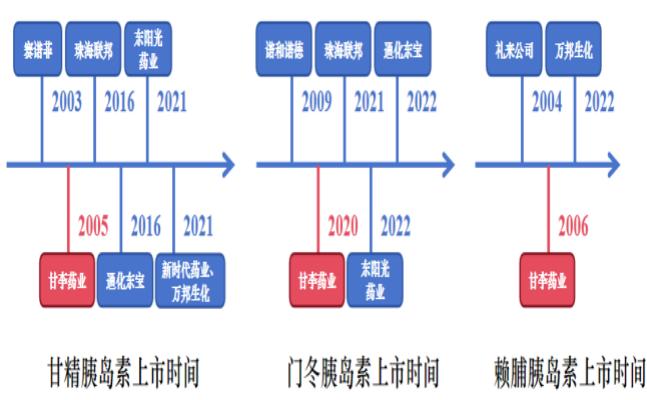 赛诺菲
珠海联邦
东阳光
药业
2003
2016
2021
2005
2016
2021
甘李药业
通化东宝
新时代药业、
万邦生化
甘精胰岛素上市时间
诺和诺德
珠海联邦
通化东宝
2009
2021
2022
2020
2022
甘李药业
东阳光
药业
门冬胰岛素上市时间
礼来公司
万邦生化
2004
2022
2006
甘李药业
赖脯胰岛素上市时间